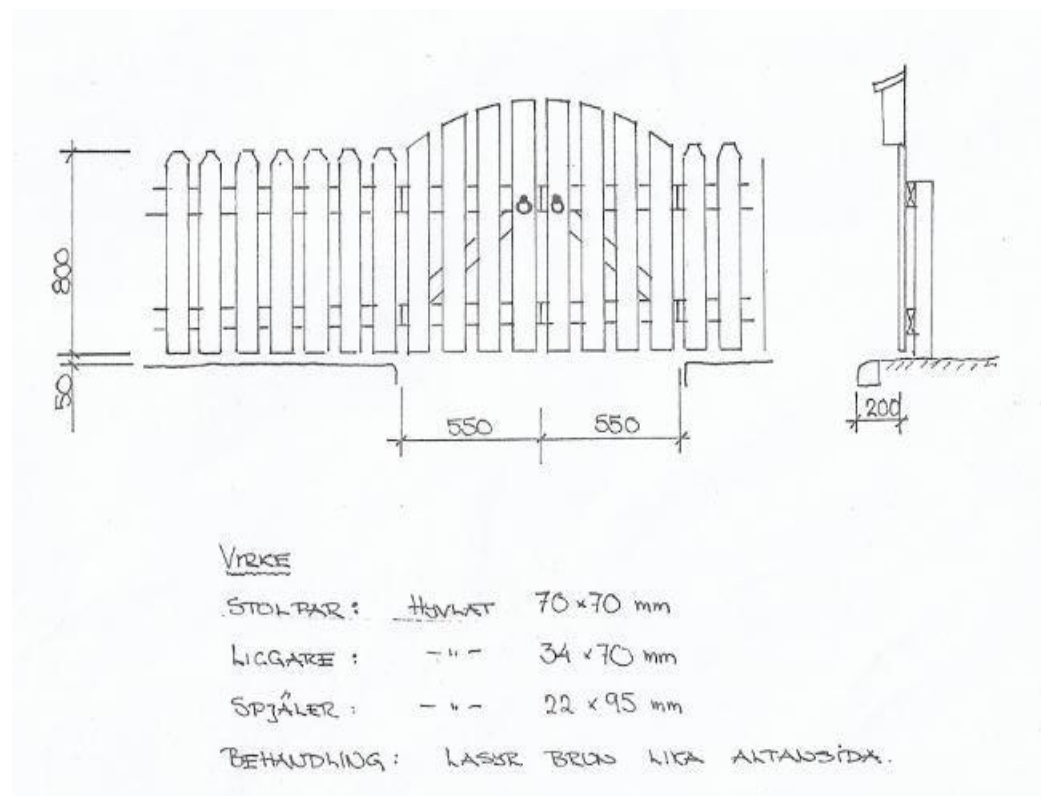 800
50
550 550
200
VIRKE
STOLPAR: HYVLAT 70 x 70 mm
LIGGARE: -"- 34 x 70 mm
SPJÄLER: -"- 22 x 95 mm
BEHANDLING: LASYR BRUN LIKA ALTANSIDA.